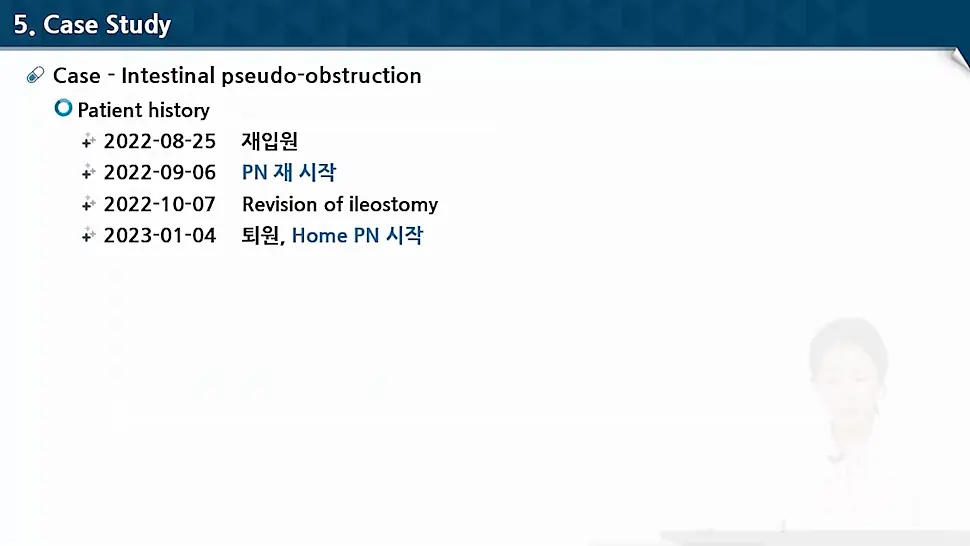 5. Case Study
Case - Intestinal pseudo-obstruction
Patient history
2022-08-25 재입원
2022-09-06 PN 재 시작
2022-10-07 Revision of ileostomy
2023-01-04 퇴원, Home PN 시작